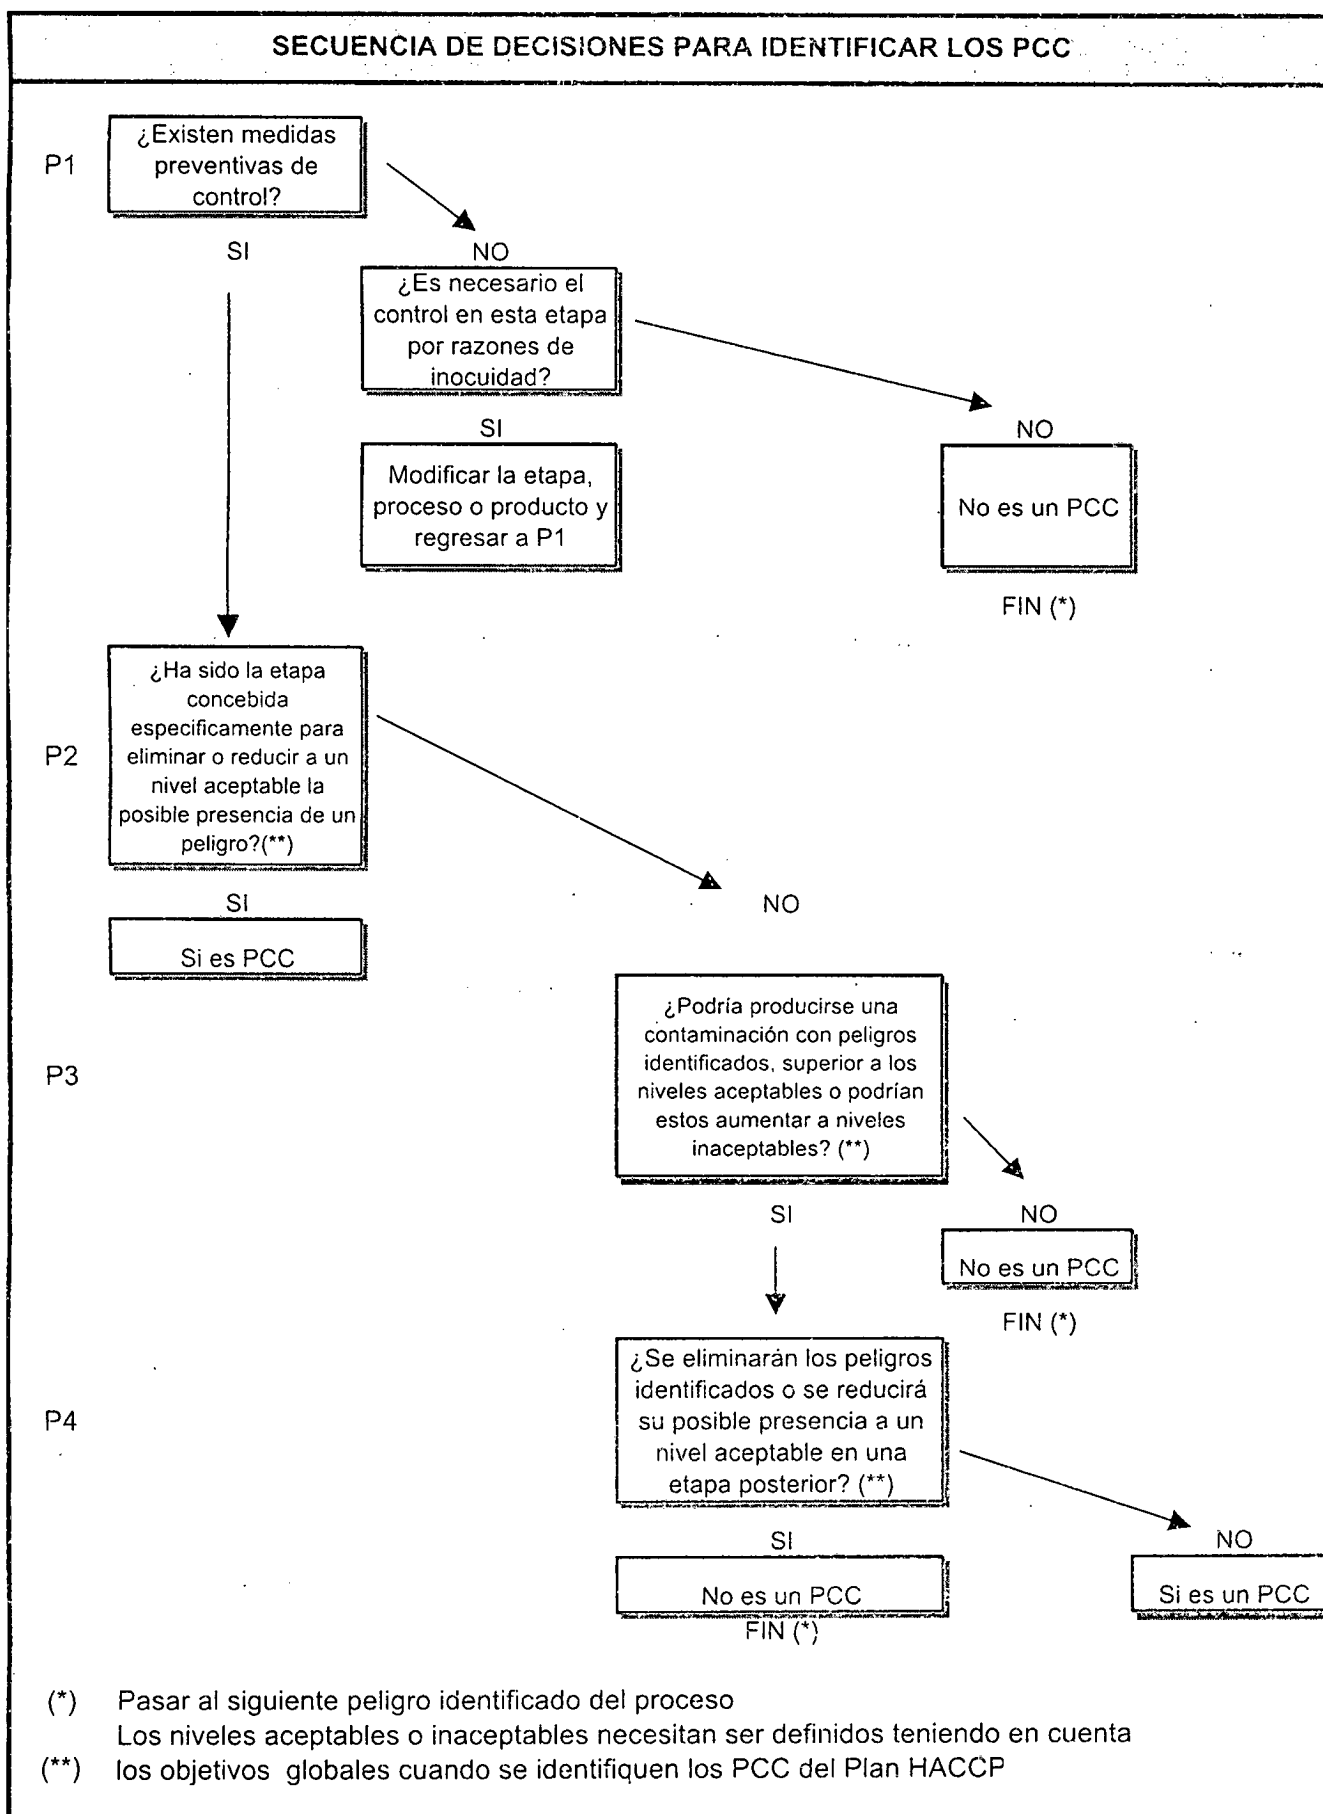 SECUENCIA DE DECISIONES PARA IDENTIFICAR LOS PCC
P1
¿Existen medidas
preventivas de
control?
SI
NO
¿Es necesario el
control en esta etapa
por razones de
inocuidad?
SI
NO
Modificar la etapa,
proceso o producto y
regresar a P1
No es un PCC
FIN (*)
P2
¿Ha sido la etapa
concebida
especificamente para
eliminar o reducir a un
nivel aceptable la
posible presencia de un
peligro?(**)
SI
NO
Si es PCC
P3
¿Podría producirse una
contaminación con peligros
identificados, superior a los
niveles aceptables o podrían
estos aumentar a niveles
inaceptables? (**)
SI
NO
No es un PCC
FIN (*)
P4
¿Se eliminarán los peligros
identificados o se reducirá
su posible presencia a un
nivel aceptable en una
etapa posterior? (**)
SI
NO
No es un PCC
Si es un PCC
FIN (*)
(*) Pasar al siguiente peligro identificado del proceso
Los niveles aceptables o inaceptables necesitan ser definidos teniendo en cuenta
(**) los objetivos globales cuando se identifiquen los PCC del Plan HACCP